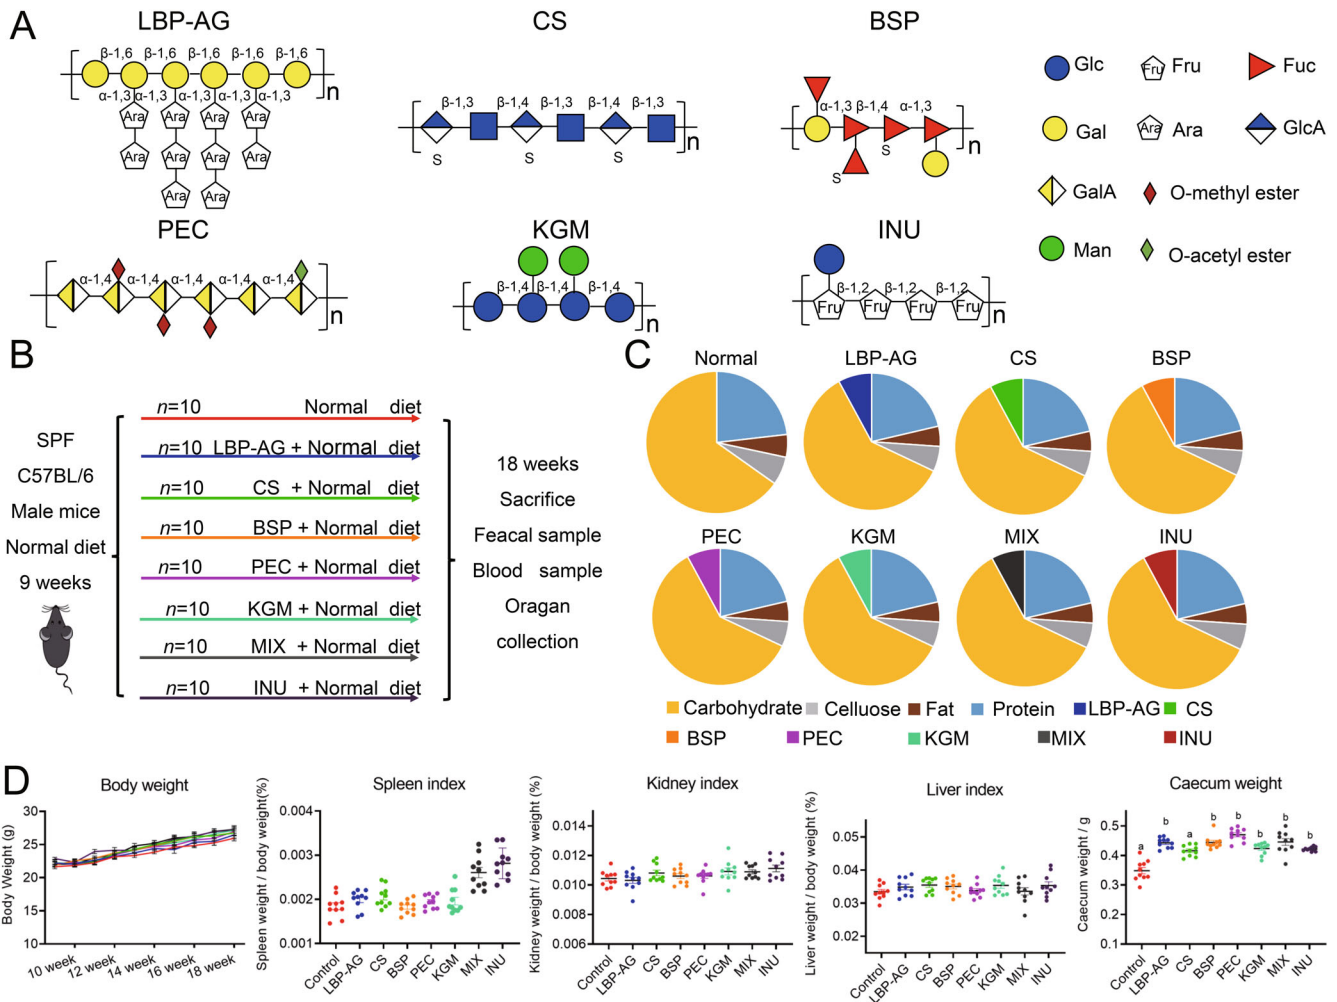 A
LBP-AG
CS
BSP
β-1,6 β-1,6 β-1,6 β-1,6 β-1,6
n
α-1,3 α-1,3 α-1,3 α-1,3 α-1,3
Ara Ara Ara Ara
Ara Ara Ara Ara
Ara Ara
β-1,3 β-1,4 β-1,3 β-1,4 β-1,3
n
S S S
α-1,3 β-1,4 α-1,3
n
S
S
Glc
Fru Fru
Fuc
Gal
Ara Ara
GlcA
GalA
O-methyl ester
Man
O-acetyl ester
PEC
KGM
INU
α-1,4 α-1,4 α-1,4 α-1,4 α-1,4
n
β-1,4 β-1,4 β-1,4
n
β-1,2 β-1,2 β-1,2
Fru Fru Fru Fru
n
B
SPF
C57BL/6
Male mice
Normal diet
9 weeks
n=10 Normal diet
n=10 LBP-AG + Normal diet
n=10 CS + Normal diet
n=10 BSP + Normal diet
n=10 PEC + Normal diet
n=10 KGM + Normal diet
n=10 MIX + Normal diet
n=10 INU + Normal diet
18 weeks
Sacrifice
Feacal sample
Blood sample
Oragan
collection
C
Normal
LBP-AG
CS
BSP
PEC
KGM
MIX
INU
Carbohydrate Celluose Fat Protein LBP-AG CS
BSP PEC KGM MIX INU
D
Body weight
Body Weight (g)
30
25
20
15
10
10 week 12 week 14 week 16 week 18 week
Spleen index
Spleen weight / body weight(%)
0.004
0.003
0.002
0.001
Control LBP-AG CS BSP PEC KGM MIX INU
Kidney index
Kidney weight / body weight (%)
0.014
0.012
0.010
0.008
0.006
Control LBP-AG CS BSP PEC KGM MIX INU
Liver index
Liver weight / body weight (%)
0.05
0.04
0.03
0.02
Control LBP-AG CS BSP PEC KGM MIX INU
Caecum weight
Caecum weight / g
0.5
0.4
0.3
0.2
0.1
a b a b b b b b
Control LBP-AG CS BSP PEC KGM MIX INU